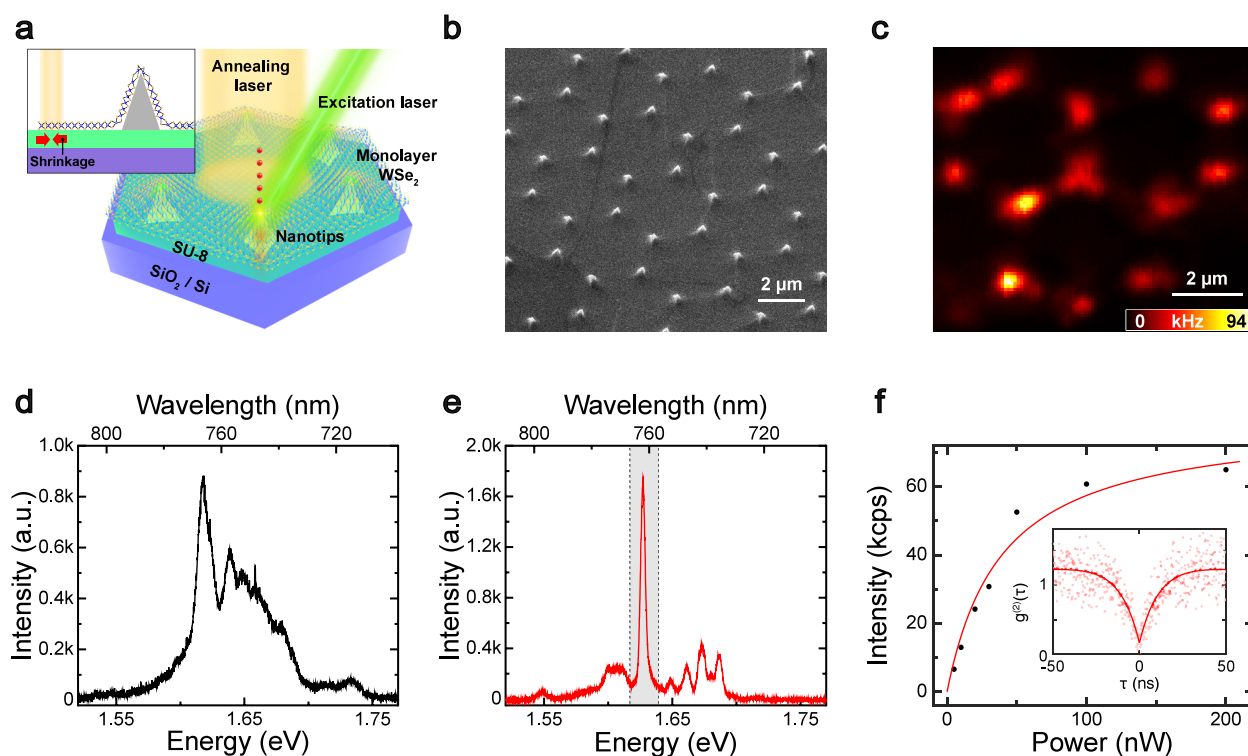 a
Annealing
laser
Excitation laser
Shrinkage
Monolayer
WSe₂
Nanotips
SU-8
SiO₂ / Si
b
2 µm
c
2 µm
0 kHz 94
d
Wavelength (nm)
800 760 720
1.0k
0.8k
0.6k
0.4k
0.2k
0
Intensity (a.u.)
1.55 1.65 1.75
Energy (eV)
e
Wavelength (nm)
800 760 720
2.0k
1.6k
1.2k
0.8k
0.4k
0
Intensity (a.u.)
1.55 1.65 1.75
Energy (eV)
f
60
40
20
0
Intensity (kcps)
0 100 200
Power (nW)
1
0
g⁽²⁾(τ)
-50 0 50
τ (ns)